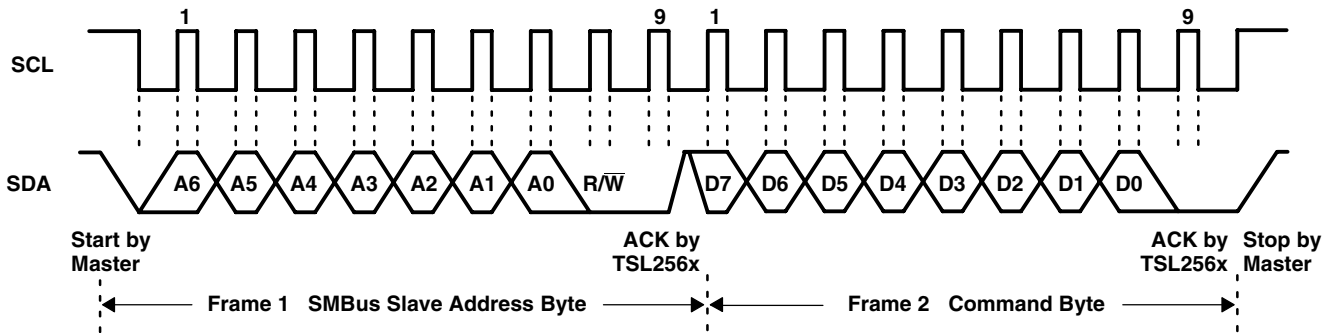 1 9 1 9
SCL
SDA A6 A5 A4 A3 A2 A1 A0 R/W̅ D7 D6 D5 D4 D3 D2 D1 D0
Start by
Master
ACK by
TSL256x
ACK by
TSL256x
Stop by
Master
Frame 1 SMBus Slave Address Byte
Frame 2 Command Byte